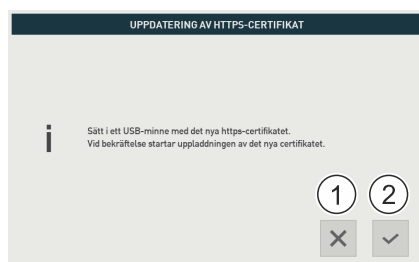 UPPDATERING AV HTTPS-CERTIFIKAT
i
Sätt i ett USB-minne med det nya https-certifikatet.
Vid bekräftelse startar uppladdningen av det nya certifikatet.
1 2